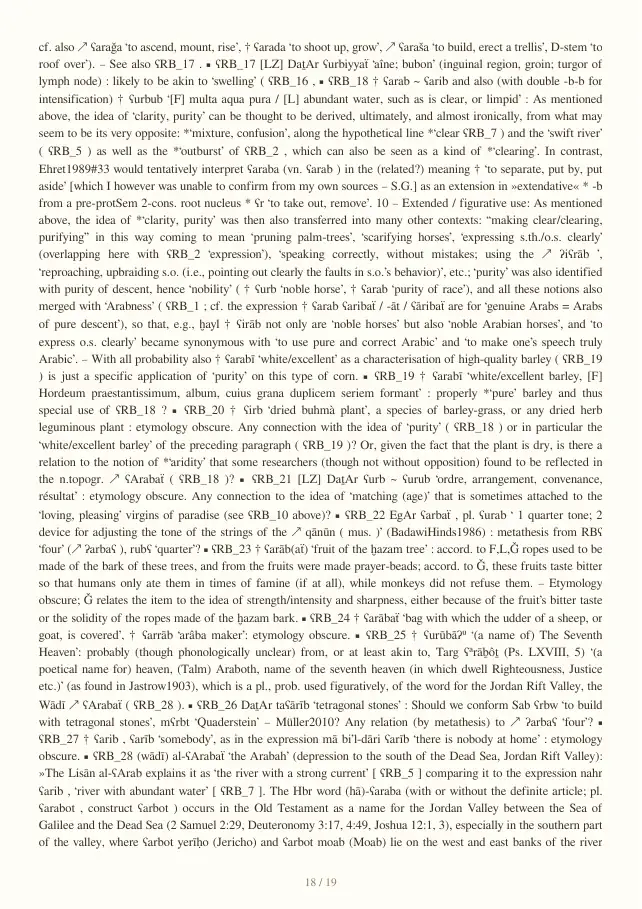 cf. also ↗ ʕaraǧa ‘to ascend, mount, rise’, † ʕarada ‘to shoot up, grow’, ↗ ʕaraša ‘to build, erect a trellis’, D-stem ‘to
roof over’). – See also ʕRB_17 . ▪ ʕRB_17 [LZ] DaṯAr ʕurbiyyaẗ ‘aîne; bubon’ (inguinal region, groin; turgor of
lymph node) : likely to be akin to ‘swelling’ ( ʕRB_16 , ▪ ʕRB_18 † ʕarab ~ ʕarib and also (with double -b-b for
intensification) † ʕurbub ‘[F] multa aqua pura / [L] abundant water, such as is clear, or limpid’ : As mentioned
above, the idea of ‘clarity, purity’ can be thought to be derived, ultimately, and almost ironically, from what may
seem to be its very opposite: *‘mixture, confusion’, along the hypothetical line *‘clear ʕRB_7 ) and the ‘swift river’
( ʕRB_5 ) as well as the *‘outburst’ of ʕRB_2 , which can also be seen as a kind of *‘clearing’. In contrast,
Ehret1989#33 would tentatively interpret ʕaraba (vn. ʕarab ) in the (related?) meaning † ‘to separate, put by, put
aside’ [which I however was unable to confirm from my own sources – S.G.] as an extension in »extendative« * -b
from a pre-protSem 2-cons. root nucleus * ʕr ‘to take out, remove’. 10 – Extended / figurative use: As mentioned
above, the idea of *‘clarity, purity’ was then also transferred into many other contexts: “making clear/clearing,
purifying” in this way coming to mean ‘pruning palm-trees’, ‘scarifying horses’, ‘expressing s.th./o.s. clearly’
(overlapping here with ʕRB_2 ‘expression’), ‘speaking correctly, without mistakes; using the ↗ ʔiʕrāb ’,
‘reproaching, upbraiding s.o. (i.e., pointing out clearly the faults in s.o.’s behavior)’, etc.; ‘purity’ was also identified
with purity of descent, hence ‘nobility’ ( † ʕurb ‘noble horse’, † ʕarab ‘purity of race’), and all these notions also
merged with ‘Arabness’ ( ʕRB_1 ; cf. the expression † ʕarab ʕaribaẗ / -āt / ʕāribaẗ are for ‘genuine Arabs = Arabs
of pure descent’), so that, e.g., ḫayl † ʕirāb not only are ‘noble horses’ but also ‘noble Arabian horses’, and ‘to
express o.s. clearly’ became synonymous with ‘to use pure and correct Arabic’ and ‘to make one’s speech truly
Arabic’. – With all probability also † ʕarabī ‘white/excellent’ as a characterisation of high-quality barley ( ʕRB_19
) is just a specific application of ‘purity’ on this type of corn. ▪ ʕRB_19 † ʕarabī ‘white/excellent barley, [F]
Hordeum praestantissimum, album, cuius grana duplicem seriem formant’ : properly *‘pure’ barley and thus
special use of ʕRB_18 ? ▪ ʕRB_20 † ʕirb ‘dried buhmà plant’, a species of barley-grass, or any dried herb
leguminous plant : etymology obscure. Any connection with the idea of ‘purity’ ( ʕRB_18 ) or in particular the
‘white/excellent barley’ of the preceding paragraph ( ʕRB_19 )? Or, given the fact that the plant is dry, is there a
relation to the notion of *‘aridity’ that some researchers (though not without opposition) found to be reflected in
the n.topogr. ↗ ʕArabaẗ ( ʕRB_18 )? ▪ ʕRB_21 [LZ] DaṯAr ʕurb ~ ʕurub ‘ordre, arrangement, convenance,
résultat’ : etymology obscure. Any connection to the idea of ‘matching (age)’ that is sometimes attached to the
‘loving, pleasing’ virgins of paradise (see ʕRB_10 above)? ▪ ʕRB_22 EgAr ʕarbaẗ , pl. ʕurab ‘ 1 quarter tone; 2
device for adjusting the tone of the strings of the ↗ qānūn ( mus. )’ (BadawiHinds1986) : metathesis from RBʕ
‘four’ (↗ ʔarbaʕ ), rubʕ ‘quarter’? ▪ ʕRB_23 † ʕarāb(aẗ) ‘fruit of the ḫazam tree’ : accord. to F,L,Ǧ ropes used to be
made of the bark of these trees, and from the fruits were made prayer-beads; accord. to Ǧ, these fruits taste bitter
so that humans only ate them in times of famine (if at all), while monkeys did not refuse them. – Etymology
obscure; Ǧ relates the item to the idea of strength/intensity and sharpness, either because of the fruit’s bitter taste
or the solidity of the ropes made of the ḫazam bark. ▪ ʕRB_24 † ʕarābaẗ ‘bag with which the udder of a sheep, or
goat, is covered’, † ʕarrāb ‘arâba maker’: etymology obscure. ▪ ʕRB_25 † ʕurūbāʔᵘ ‘(a name of) The Seventh
Heaven’: probably (though phonologically unclear) from, or at least akin to, Targ ʕᵃrāḇōṯ (Ps. LXVIII, 5) ‘(a
poetical name for) heaven, (Talm) Araboth, name of the seventh heaven (in which dwell Righteousness, Justice
etc.)’ (as found in Jastrow1903), which is a pl., prob. used figuratively, of the word for the Jordan Rift Valley, the
Wādī ↗ ʕArabaẗ ( ʕRB_28 ). ▪ ʕRB_26 DaṯAr taʕārīb ‘tetragonal stones’ : Should we conform Sab ʕrbw ‘to build
with tetragonal stones’, mʕrbt ‘Quaderstein’ – Müller2010? Any relation (by metathesis) to ↗ ʔarbaʕ ‘four’? ▪
ʕRB_27 † ʕarib , ʕarīb ‘somebody’, as in the expression mā bi’l-dāri ʕarīb ‘there is nobody at home’ : etymology
obscure. ▪ ʕRB_28 (wādī) al-ʕArabaẗ ‘the Arabah’ (depression to the south of the Dead Sea, Jordan Rift Valley):
»The Lisān al-ʕArab explains it as ‘the river with a strong current’ [ ʕRB_5 ] comparing it to the expression nahr
ʕarib , ‘river with abundant water’ [ ʕRB_7 ]. The Hbr word (hā)-ʕaraba (with or without the definite article; pl.
ʕarabot , construct ʕarbot ) occurs in the Old Testament as a name for the Jordan Valley between the Sea of
Galilee and the Dead Sea (2 Samuel 2:29, Deuteronomy 3:17, 4:49, Joshua 12:1, 3), especially in the southern part
of the valley, where ʕarbot yerīḥo (Jericho) and ʕarbot moab (Moab) lie on the west and east banks of the river
18 / 19